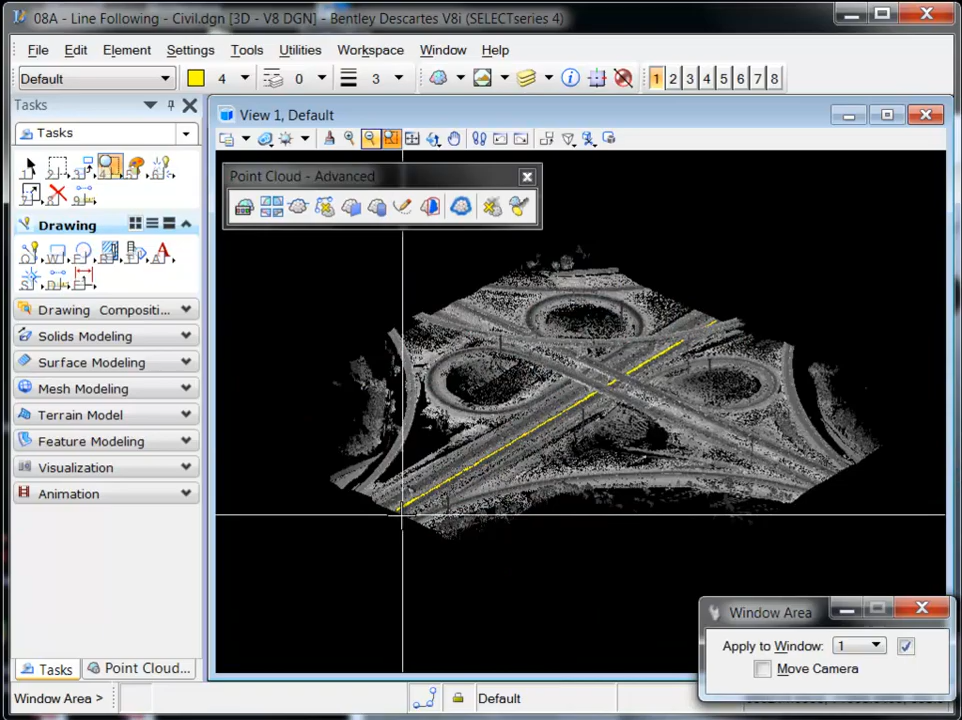 08A - Line Following - Civil.dgn [3D - V8 DGN] - Bentley Descartes V8i (SELECTseries 4)
File Edit Element Settings Tools Utilities Workspace Window Help
Default 4 0 3 1 2 3 4 5 6 7 8
Tasks
View 1, Default
Tasks
Point Cloud - Advanced
Drawing
Drawing Compositi...
Solids Modeling
Surface Modeling
Mesh Modeling
Terrain Model
Feature Modeling
Visualization
Animation
Window Area
Apply to Window: 1
Move Camera
Tasks Point Cloud...
Window Area > Default